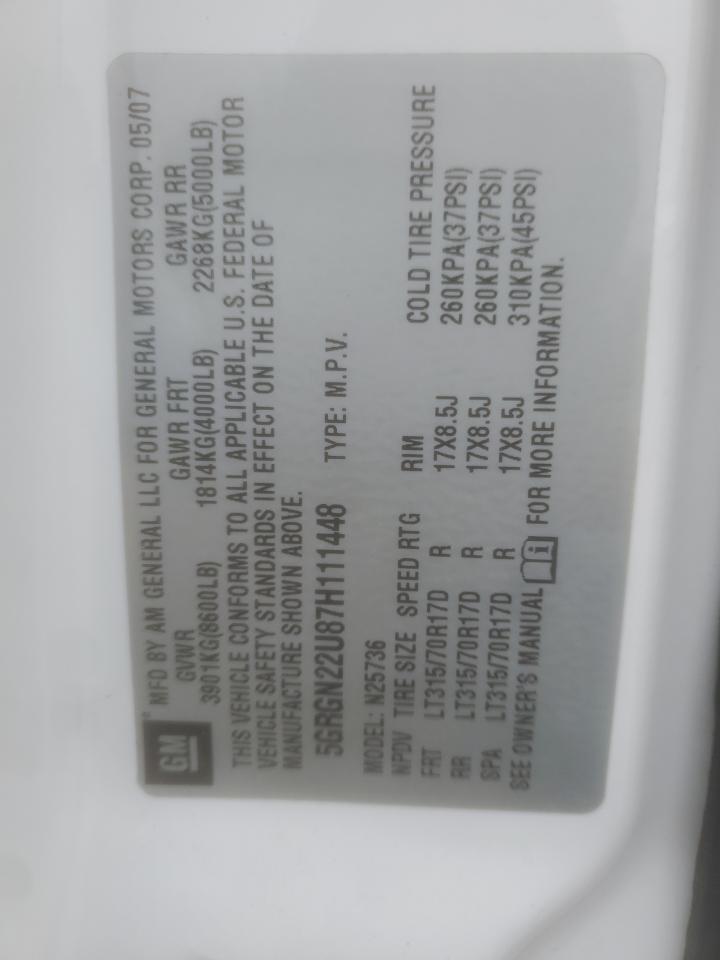 GM
MFD BY AM GENERAL LLC FOR GENERAL MOTORS CORP. 05/07
GVWR GAWR FRT GAWR RR
3901KG(8600LB) 1814KG(4000LB) 2268KG(5000LB)
THIS VEHICLE CONFORMS TO ALL APPLICABLE U.S. FEDERAL MOTOR
VEHICLE SAFETY STANDARDS IN EFFECT ON THE DATE OF
MANUFACTURE SHOWN ABOVE.
5GRGN22U87H111448 TYPE: M.P.V.
MODEL: N25736
NPDV TIRE SIZE SPEED RTG RIM COLD TIRE PRESSURE
FRT LT315/70R17D R 17X8.5J 260KPA(37PSI)
RR LT315/70R17D R 17X8.5J 260KPA(37PSI)
SPA LT315/70R17D R 17X8.5J 310KPA(45PSI)
SEE OWNER'S MANUAL FOR MORE INFORMATION.